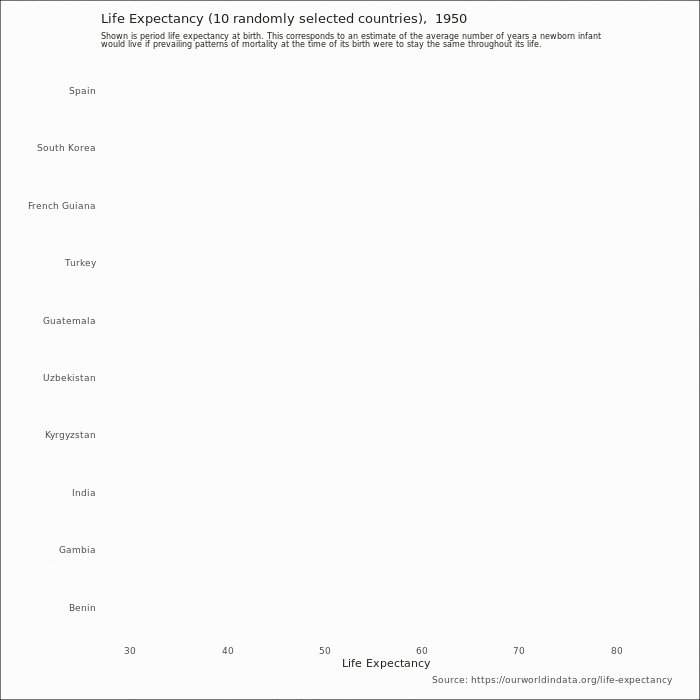 Life Expectancy (10 randomly selected countries),  1950
Shown is period life expectancy at birth. This corresponds to an estimate of the average number of years a newborn infant
would live if prevailing patterns of mortality at the time of its birth were to stay the same throughout its life.
Spain
South Korea
French Guiana
Turkey
Guatemala
Uzbekistan
Kyrgyzstan
India
Gambia
Benin
30 40 50 60 70 80
Life Expectancy
Source: https://ourworldindata.org/life-expectancy